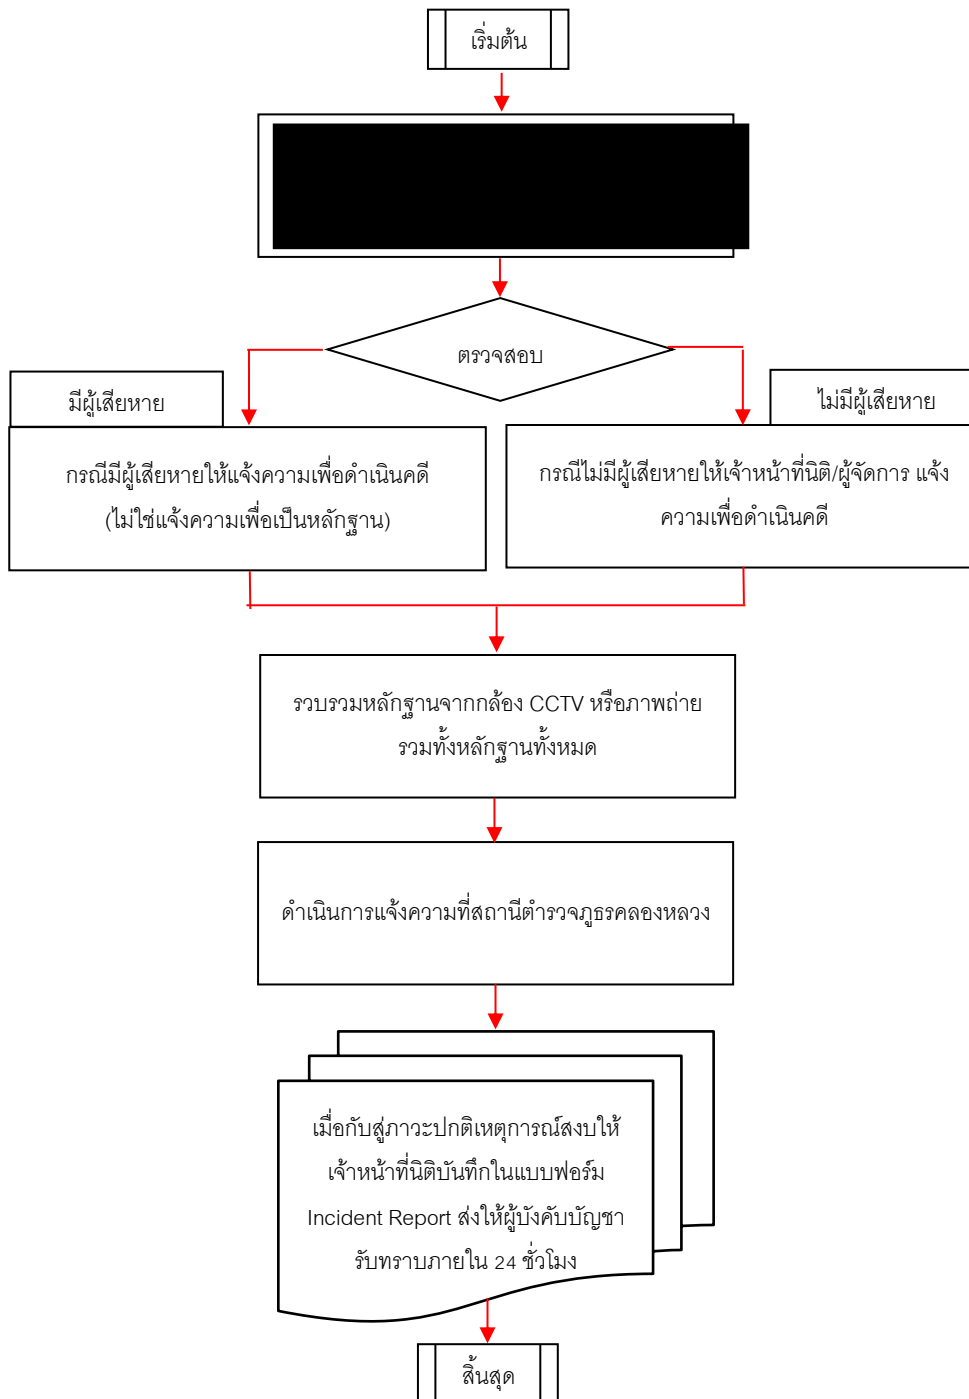 เริ่มต้น
ตรวจสอบ
มีผู้เสียหาย
ไม่มีผู้เสียหาย
กรณีมีผู้เสียหายให้แจ้งความเพื่อดำเนินคดี
(ไม่ใช่แจ้งความเพื่อเป็นหลักฐาน)
กรณีไม่มีผู้เสียหายให้เจ้าหน้าที่นิติ/ผู้จัดการ แจ้ง
ความเพื่อดำเนินคดี
รวบรวมหลักฐานจากกล้อง CCTV หรือภาพถ่าย
รวมทั้งหลักฐานทั้งหมด
ดำเนินการแจ้งความที่สถานีตำรวจภูธรคลองหลวง
เมื่อกับสู่ภาวะปกติเหตุการณ์สงบให้
เจ้าหน้าที่นิติบันทึกในแบบฟอร์ม
Incident Report ส่งให้ผู้บังคับบัญชา
รับทราบภายใน 24 ชั่วโมง
สิ้นสุด